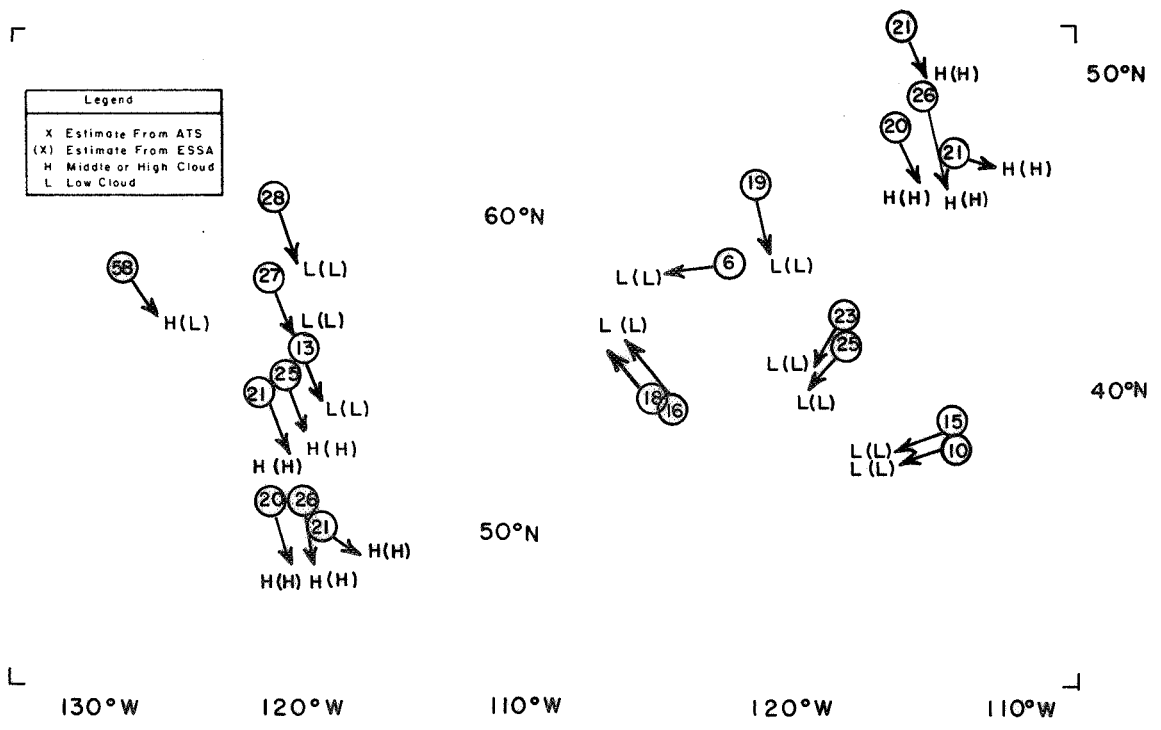 21
50°N
H(H)
26
Legend
X Estimate From ATS
(X) Estimate From ESSA
H Middle or High Cloud
L Low Cloud
20
21
H(H)
H(H)
H(H)
19
28
60°N
58
L(L)
27
L(L)
6
L(L)
H(L)
L(L)
L (L)
23
13
25
25
L(L)
21
L(L)
40°N
18
16
L(L)
15
H(H)
10
L(L)
L(L)
H (H)
20
26
21
50°N
H(H)
H(H)
H(H)
130°W
120°W
110°W
120°W
110°W